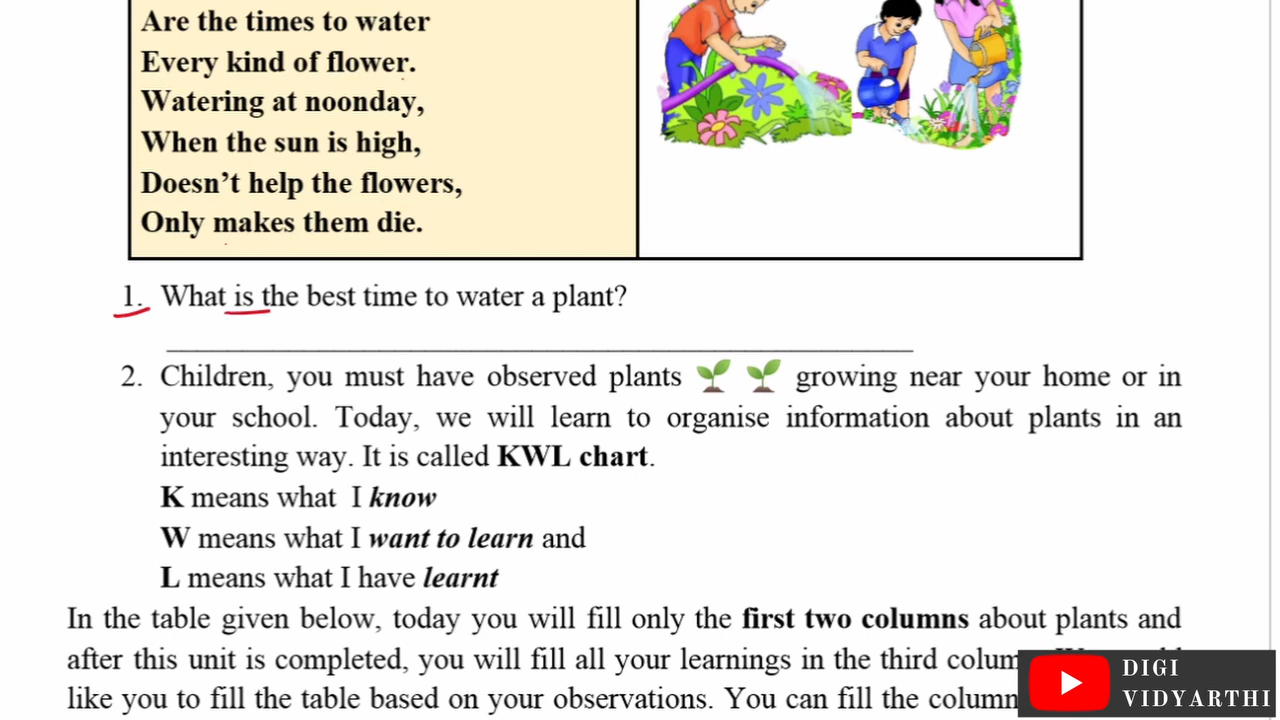 Are the times to water
Every kind of flower.
Watering at noonday,
When the sun is high,
Doesn’t help the flowers,
Only makes them die.
1. What is the best time to water a plant?
2. Children, you must have observed plants growing near your home or in
your school. Today, we will learn to organise information about plants in an
interesting way. It is called KWL chart.
K means what I know
W means what I want to learn and
L means what I have learnt
In the table given below, today you will fill only the first two columns about plants and
after this unit is completed, you will fill all your learnings in the third
like you to fill the table based on your observations. You can fill the
DIGI
VIDYARTHI